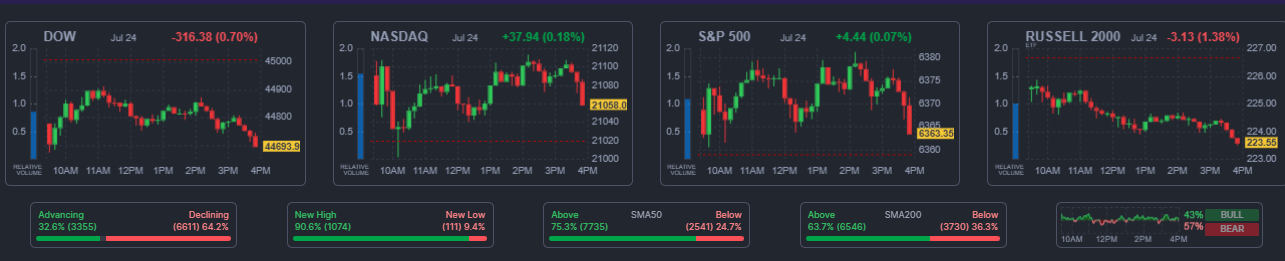 DOW Jul 24 -316.38 (0.70%)
2.0
1.5
1.0
0.5
45000
44900
44800
44693.9
RELATIVE
VOLUME
10AM 11AM 12PM 1PM 2PM 3PM 4PM
NASDAQ Jul 24 +37.94 (0.18%)
2.0
1.5
1.0
0.5
21120
21100
21080
21058.0
21040
21020
21000
RELATIVE
VOLUME
10AM 11AM 12PM 1PM 2PM 3PM 4PM
S&P 500 Jul 24 +4.44 (0.07%)
2.0
1.5
1.0
0.5
6380
6375
6370
6365
6363.35
6360
RELATIVE
VOLUME
10AM 11AM 12PM 1PM 2PM 3PM 4PM
RUSSELL 2000 Jul 24 -3.13 (1.38%)
ETF
2.0
1.5
1.0
0.5
227.00
226.00
225.00
224.00
223.56
223.00
RELATIVE
VOLUME
10AM 11AM 12PM 1PM 2PM 3PM 4PM
Advancing Declining
32.6% (3355) (6611) 64.2%
New High New Low
90.6% (1074) (111) 9.4%
Above SMA50 Below
75.3% (7735) (2541) 24.7%
Above SMA200 Below
63.7% (6546) (3730) 36.3%
43% BULL
57% BEAR
10AM 12PM 2PM 4PM